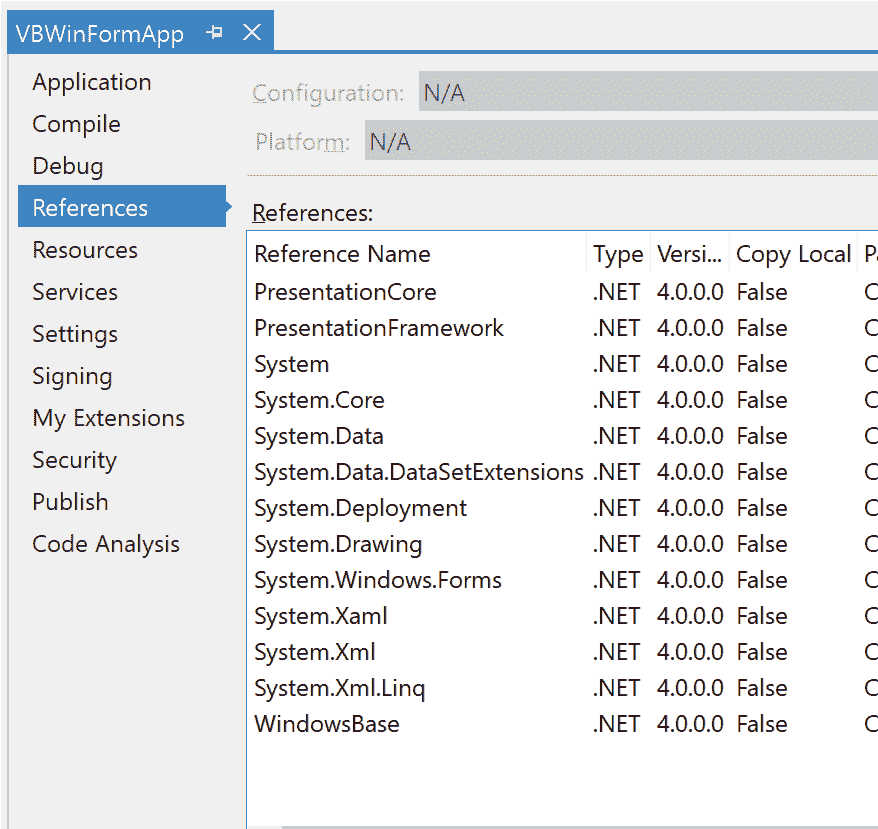 VBWinFormApp
Application
Compile
Debug
References
Resources
Services
Settings
Signing
My Extensions
Security
Publish
Code Analysis
Configuration: N/A
Platform: N/A
References:
Reference Name Type Versi... Copy Local
PresentationCore .NET 4.0.0.0 False
PresentationFramework .NET 4.0.0.0 False
System .NET 4.0.0.0 False
System.Core .NET 4.0.0.0 False
System.Data .NET 4.0.0.0 False
System.Data.DataSetExtensions .NET 4.0.0.0 False
System.Deployment .NET 4.0.0.0 False
System.Drawing .NET 4.0.0.0 False
System.Windows.Forms .NET 4.0.0.0 False
System.Xaml .NET 4.0.0.0 False
System.Xml .NET 4.0.0.0 False
System.Xml.Linq .NET 4.0.0.0 False
WindowsBase .NET 4.0.0.0 False